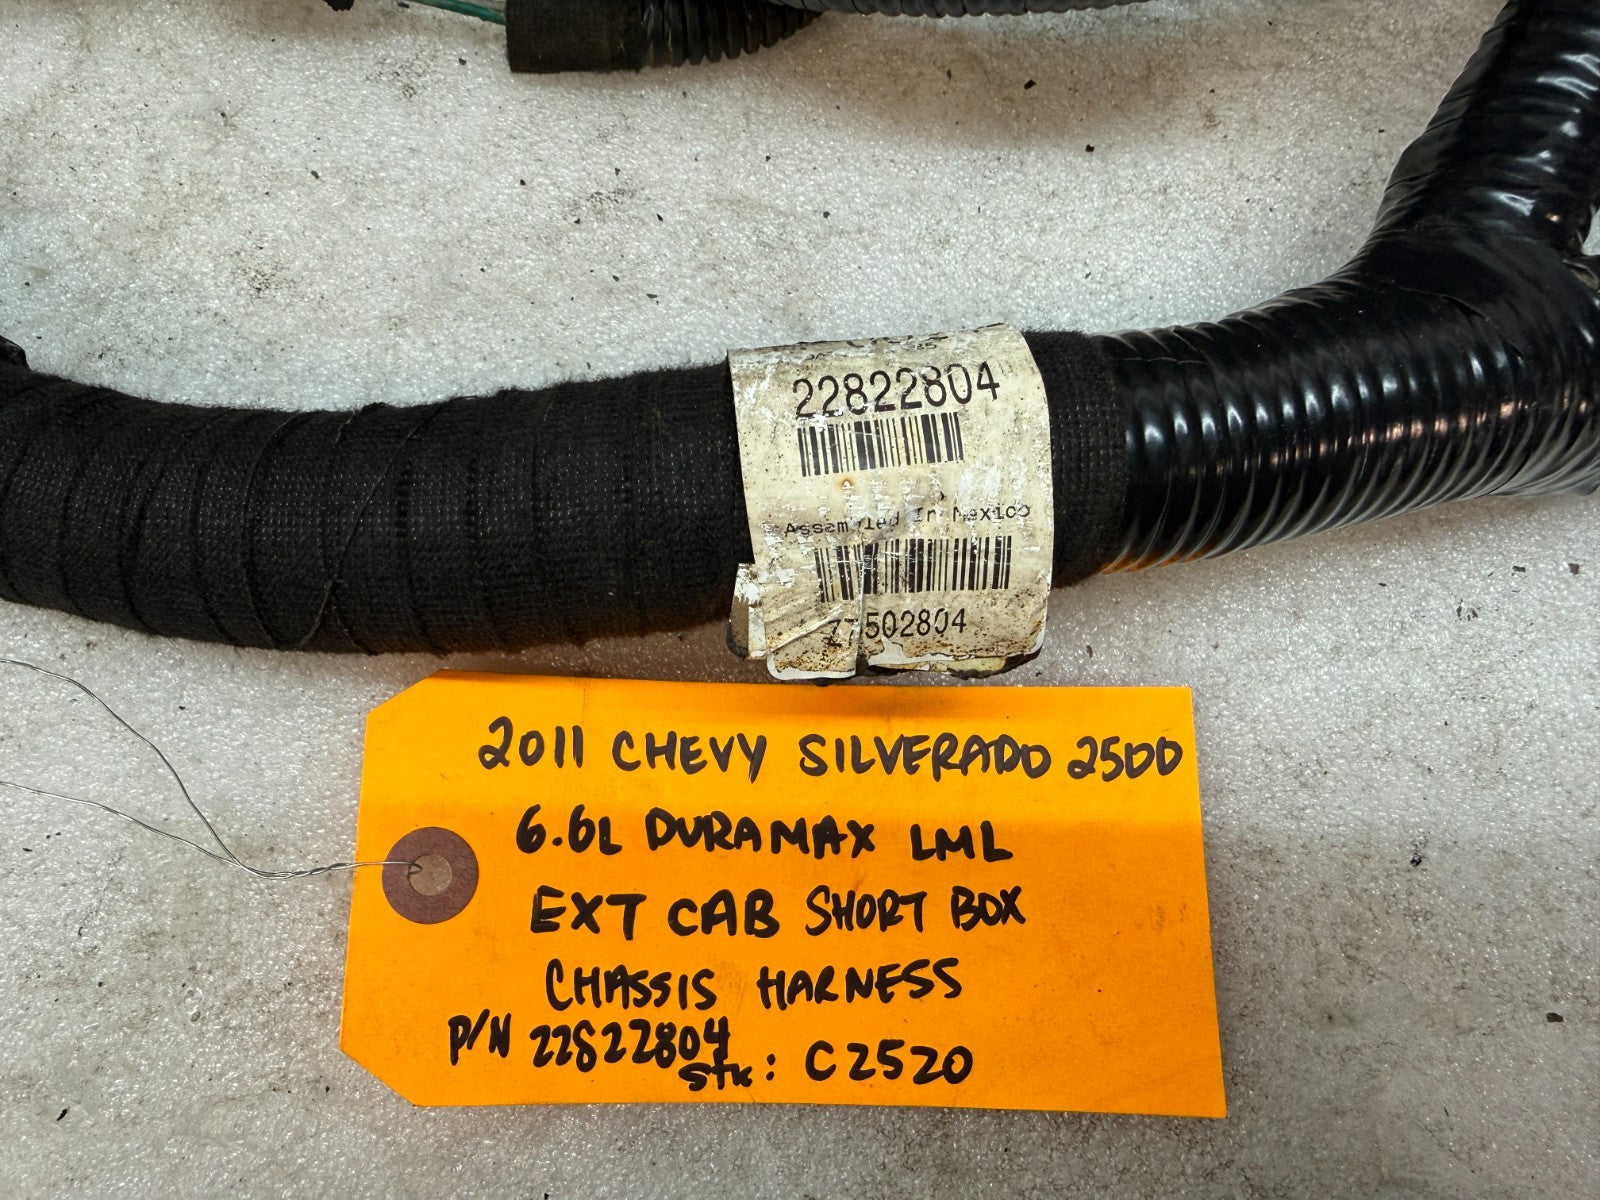 22822804
Assembled In Mexico
2011 CHEVY SILVERADO 2500
6.6L DURAMAX LML
EXT CAB SHORT BOX
CHASSIS HARNESS
P/N 22822804
STK: C2520